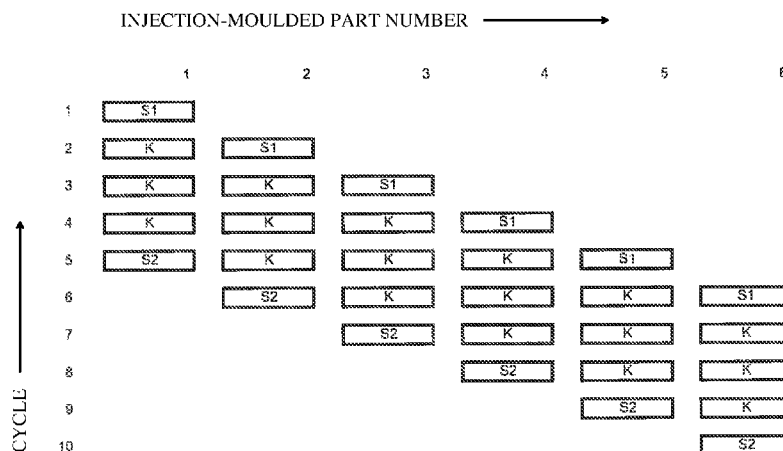 INJECTION-MOULDED PART NUMBER
1 2 3 4 5 6
1 S1
2 K S1
3 K K S1
4 K K K S1
5 S2 K K K S1
6 S2 K K K S1
7 S2 K K K
8 S2 K K
9 S2 K
10 S2
CYCLE